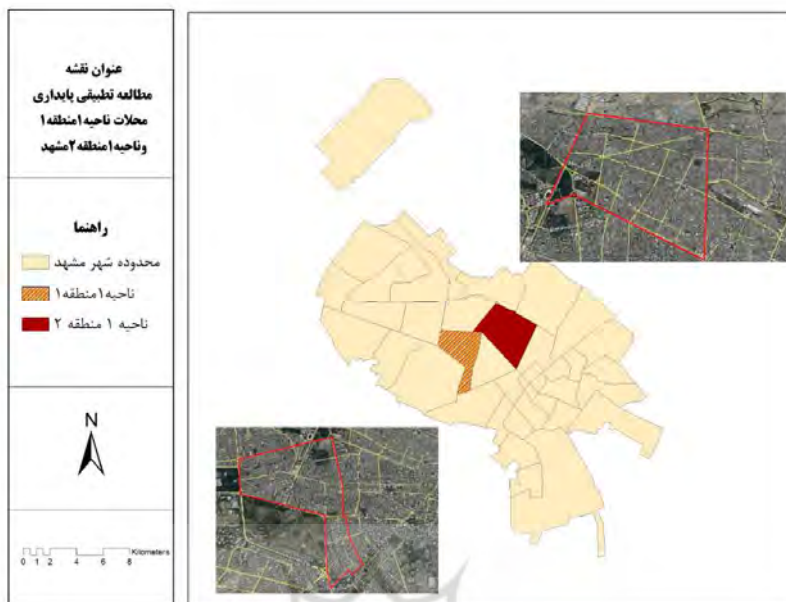 عنوان نقشه
مطالعه تطبیقی پایداری
محلات ناحیه۱منطقه۱
وناحیه۱منطقه۲مشهد
راهنما
محدوده شهر مشهد
ناحیه۱منطقه۱
ناحیه ۱ منطقه ۲
N
0 1 2 4 6 8 Kilometers